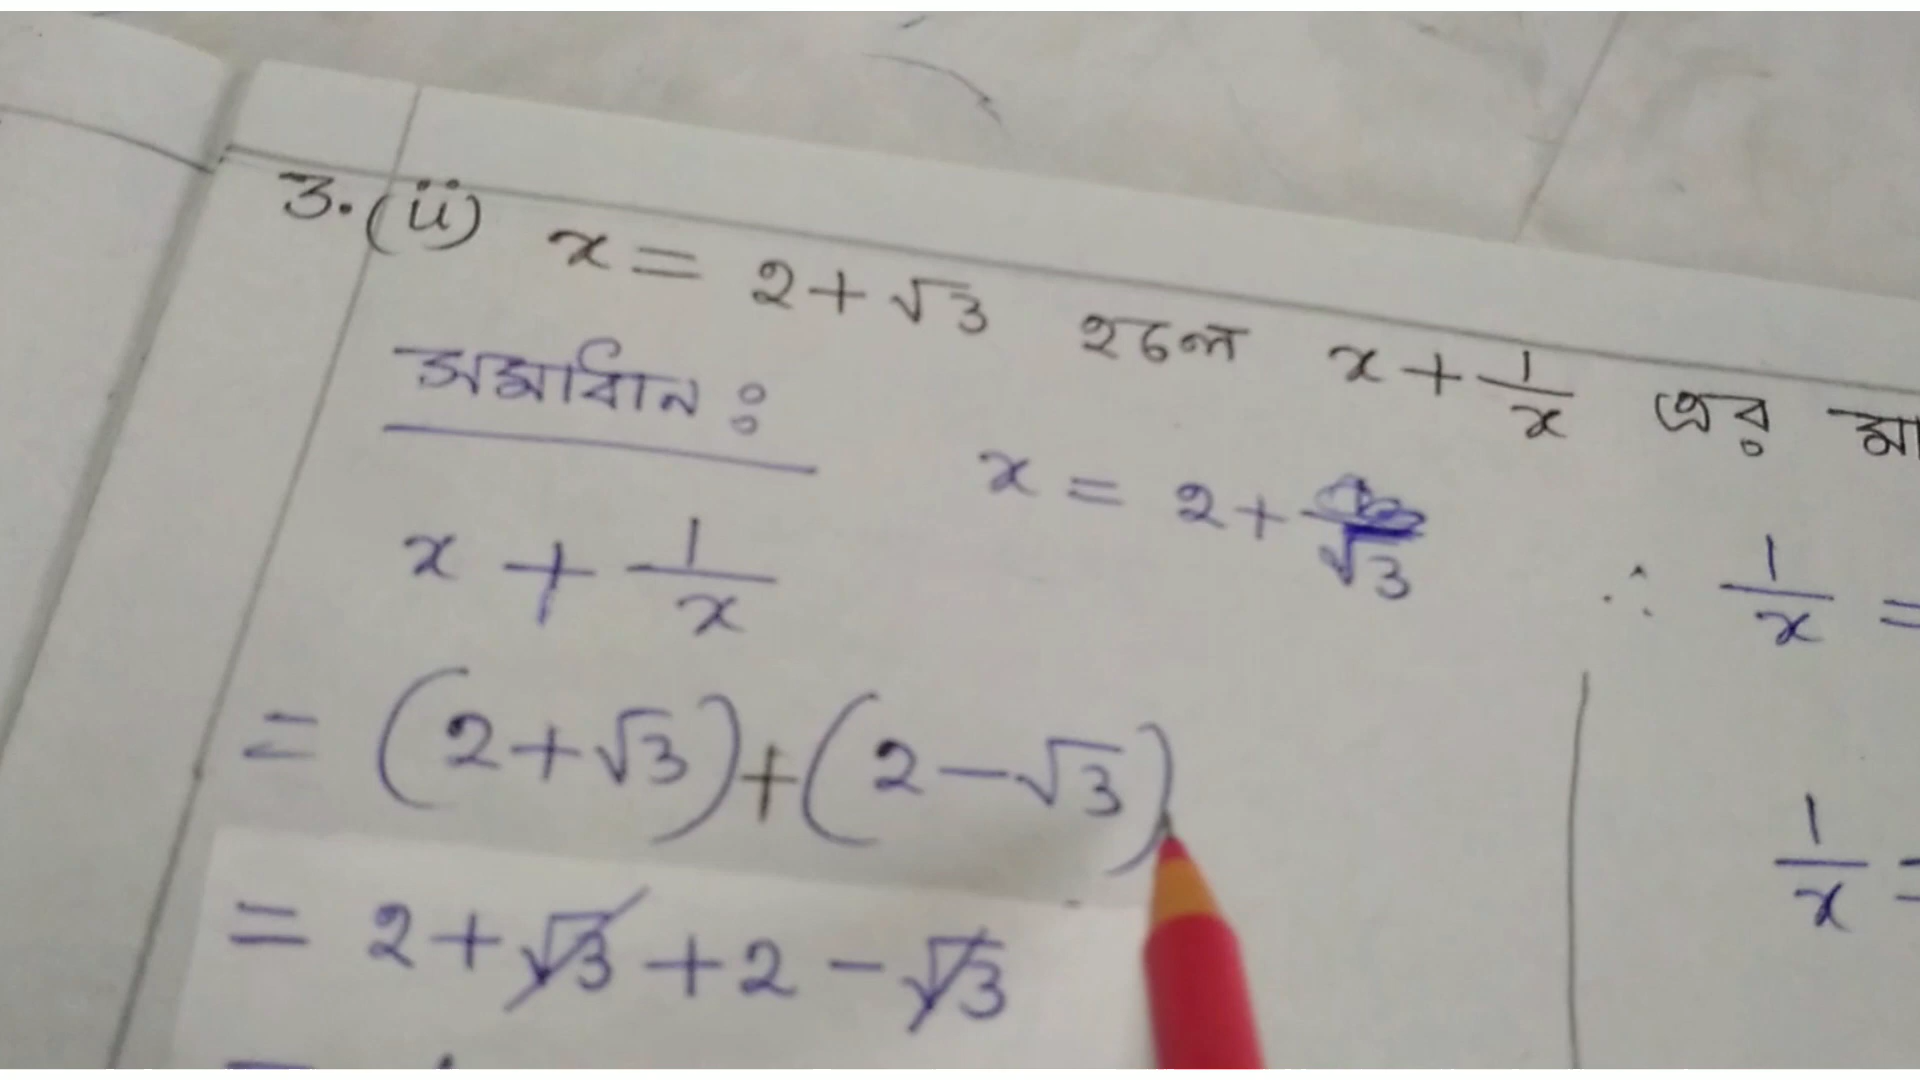 3.(ii) x = 2 + √3 হলে x + 1/x এর
সমাধান :
x = 2 + √3
∴ 1/x =
x + 1/x
= (2 + √3) + (2 - √3)
1/x =
= 2 + √3 + 2 - √3